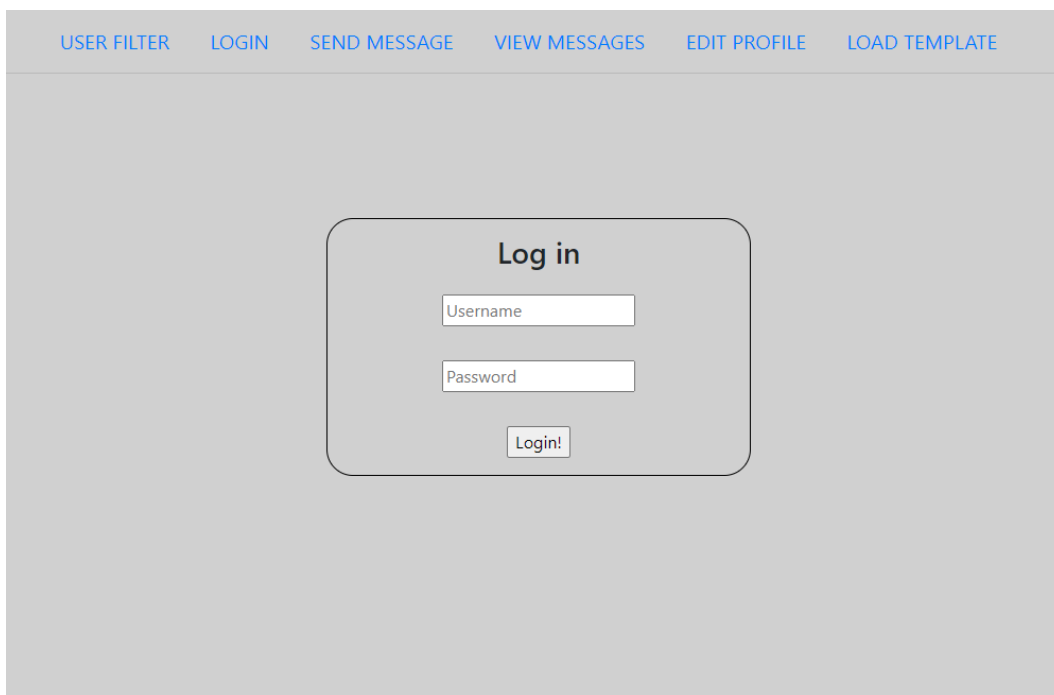 USER FILTER LOGIN SEND MESSAGE VIEW MESSAGES EDIT PROFILE LOAD TEMPLATE
Log in
Username
Password
Login!